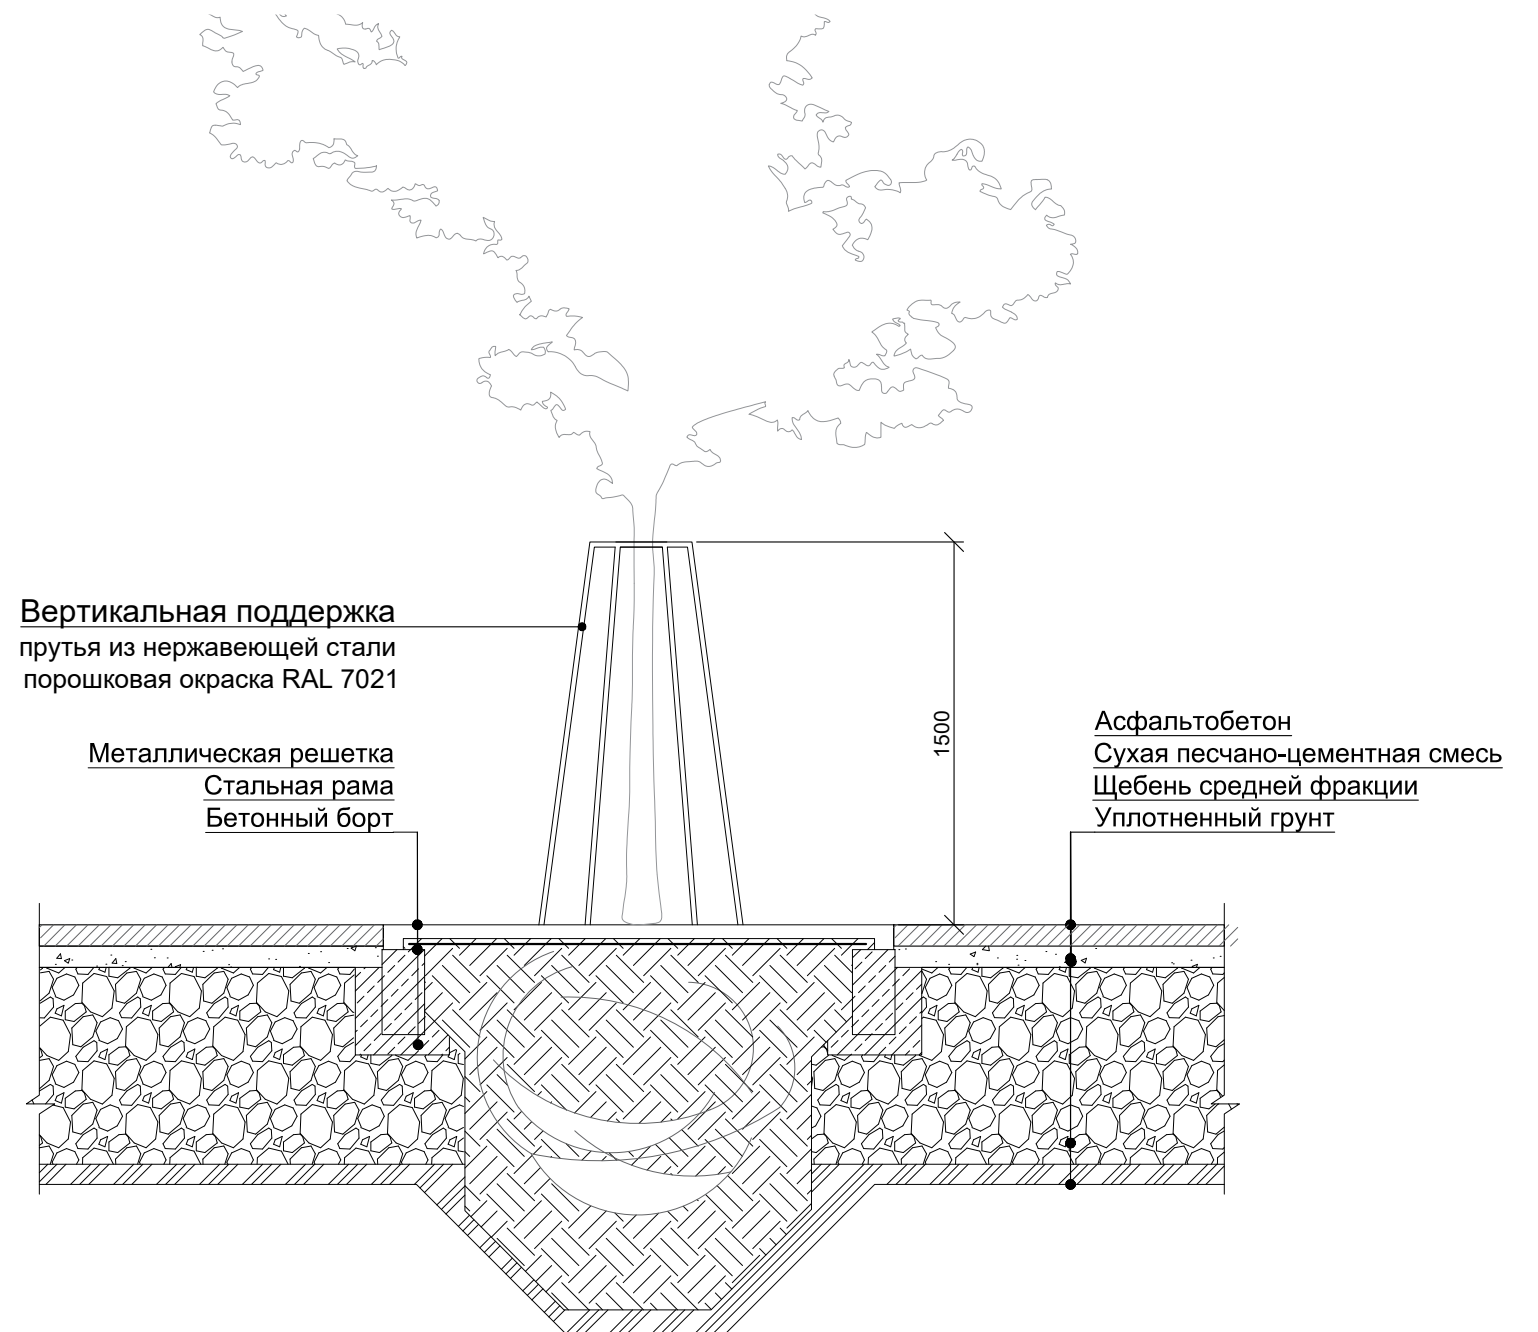 Вертикальная поддержка
прутья из нержавеющей стали
порошковая окраска RAL 7021
Металлическая решетка
Стальная рама
Бетонный борт
1500
Асфальтобетон
Сухая песчано-цементная смесь
Щебень средней фракции
Уплотненный грунт